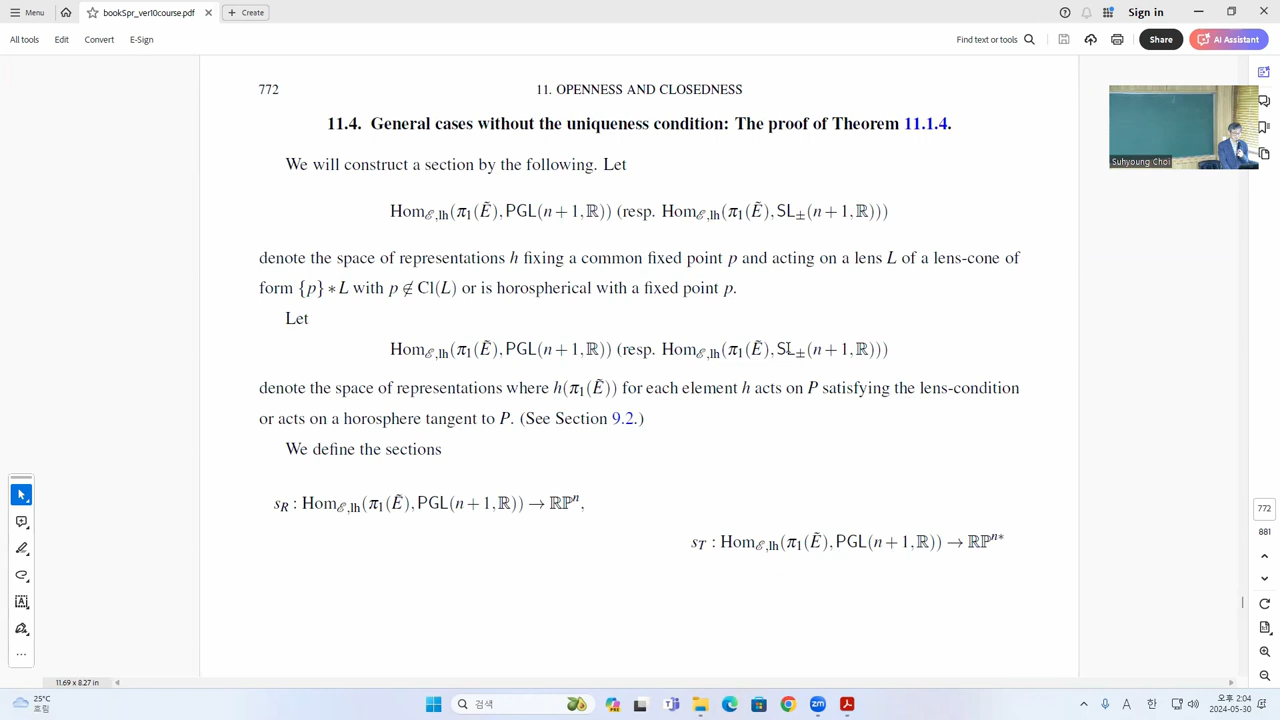 Menu
bookSpr_ver10course.pdf
Create
Sign in
All tools
Edit
Convert
E-Sign
Find text or tools
Share
AI Assistant
772
11. OPENNESS AND CLOSEDNESS
11.4. General cases without the uniqueness condition: The proof of Theorem 11.1.4.
We will construct a section by the following. Let
Hom_{ℰ,lh}(π₁(Ẽ), PGL(n+1,ℝ)) (resp. Hom_{ℰ,lh}(π₁(Ẽ), SL_±(n+1,ℝ)))
denote the space of representations h fixing a common fixed point p and acting on a lens L of a lens-cone of
form {p} ∗ L with p ∉ Cl(L) or is horospherical with a fixed point p.
Let
Hom_{ℰ,lh}(π₁(Ẽ), PGL(n+1,ℝ)) (resp. Hom_{ℰ,lh}(π₁(Ẽ), SL_±(n+1,ℝ)))
denote the space of representations where h(π₁(Ẽ)) for each element h acts on P satisfying the lens-condition
or acts on a horosphere tangent to P. (See Section 9.2.)
We define the sections
s_R : Hom_{ℰ,lh}(π₁(Ẽ), PGL(n+1,ℝ)) → ℝℙⁿ,
s_T : Hom_{ℰ,lh}(π₁(Ẽ), PGL(n+1,ℝ)) → ℝℙ^{n*}
Suhyoung Choi
772
881
11.69 x 8.27 in
25°C
흐림
검색
A
한
오후 2:04
2024-05-30